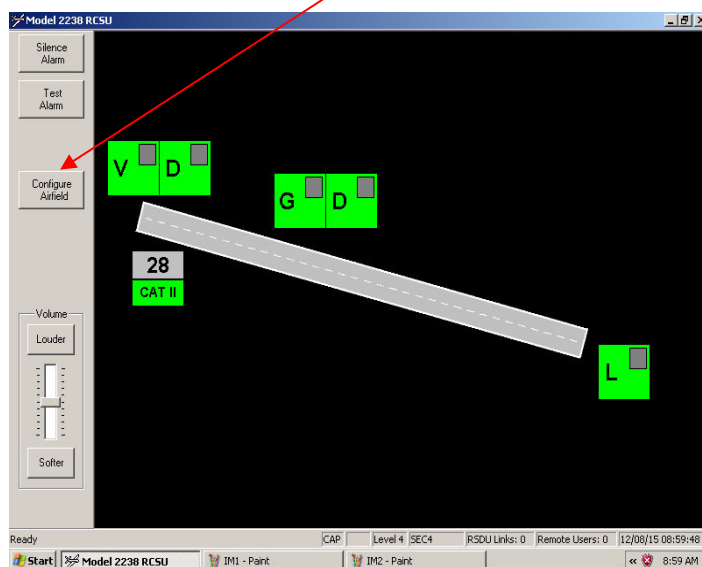 Model 2238 RCSU
Silence
Alarm
Test
Alarm
Configure
Airfield
V D
G D
28
CAT II
L
Volume
Louder
Softer
Ready CAP Level 4 SEC4 RSDU Links: 0 Remote Users: 0 12/08/15 08:59:48
Start Model 2238 RCSU IM1 - Paint IM2 - Paint « 8:59 AM